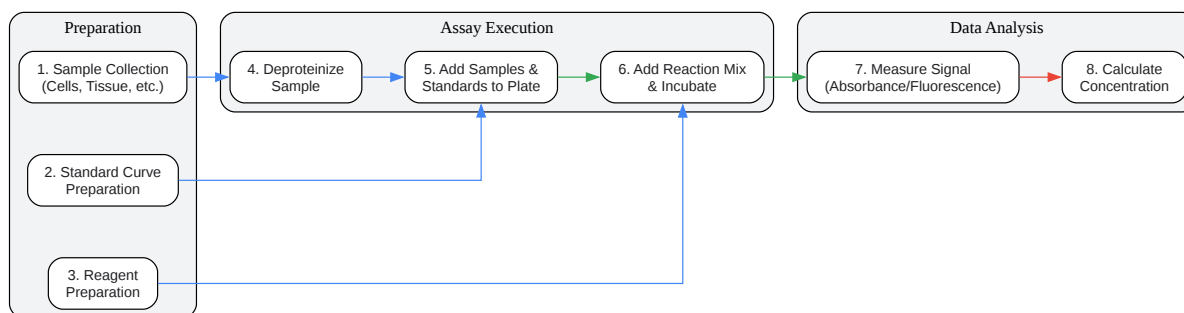 Preparation
1. Sample Collection
(Cells, Tissue, etc.)
2. Standard Curve
Preparation
3. Reagent
Preparation
Assay Execution
4. Deproteinize
Sample
5. Add Samples &
Standards to Plate
6. Add Reaction Mix
& Incubate
Data Analysis
7. Measure Signal
(Absorbance/Fluorescence)
8. Calculate
Concentration